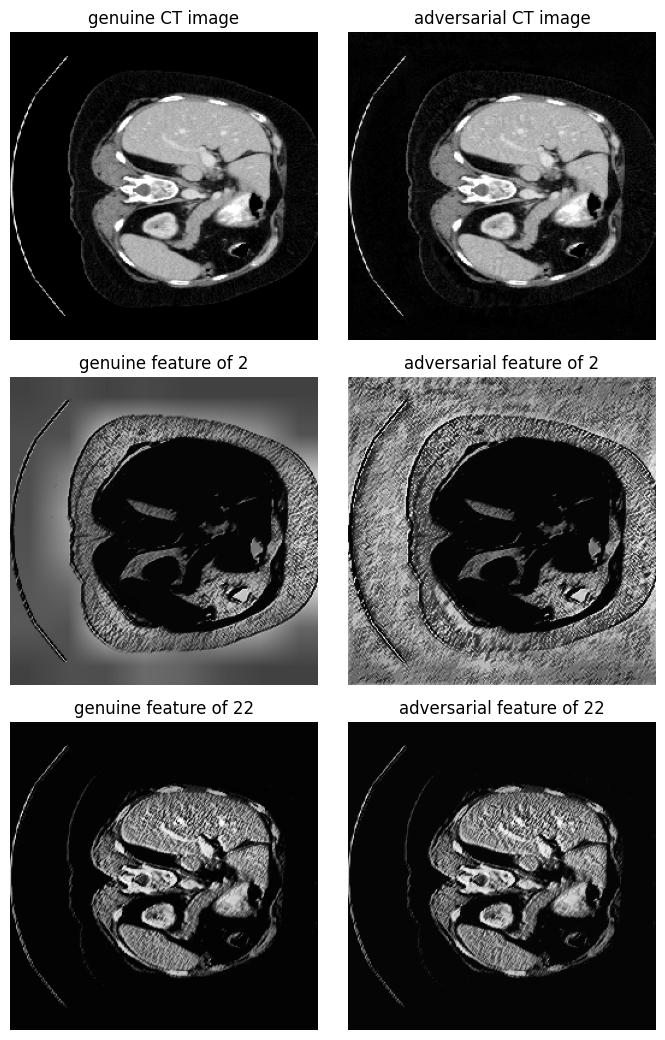 genuine CT image
adversarial CT image
genuine feature of 2
adversarial feature of 2
genuine feature of 22
adversarial feature of 22